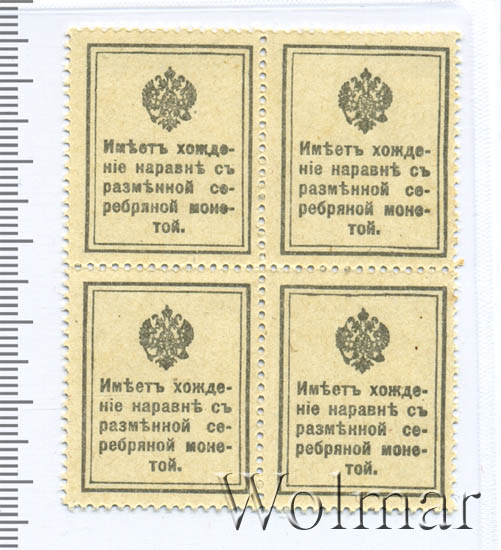 Имѣетъ хожде-
ніе наравнѣ съ
размѣнной се-
ребряной моне-
той.
Имѣетъ хожде-
ніе наравнѣ съ
размѣнной се-
ребряной моне-
той.
Имѣетъ хожде-
ніе наравнѣ съ
размѣнной се-
ребряной моне-
той.
Имѣетъ хожде-
ніе наравнѣ съ
размѣнной се-
ребряной моне-
той.
Wolmar